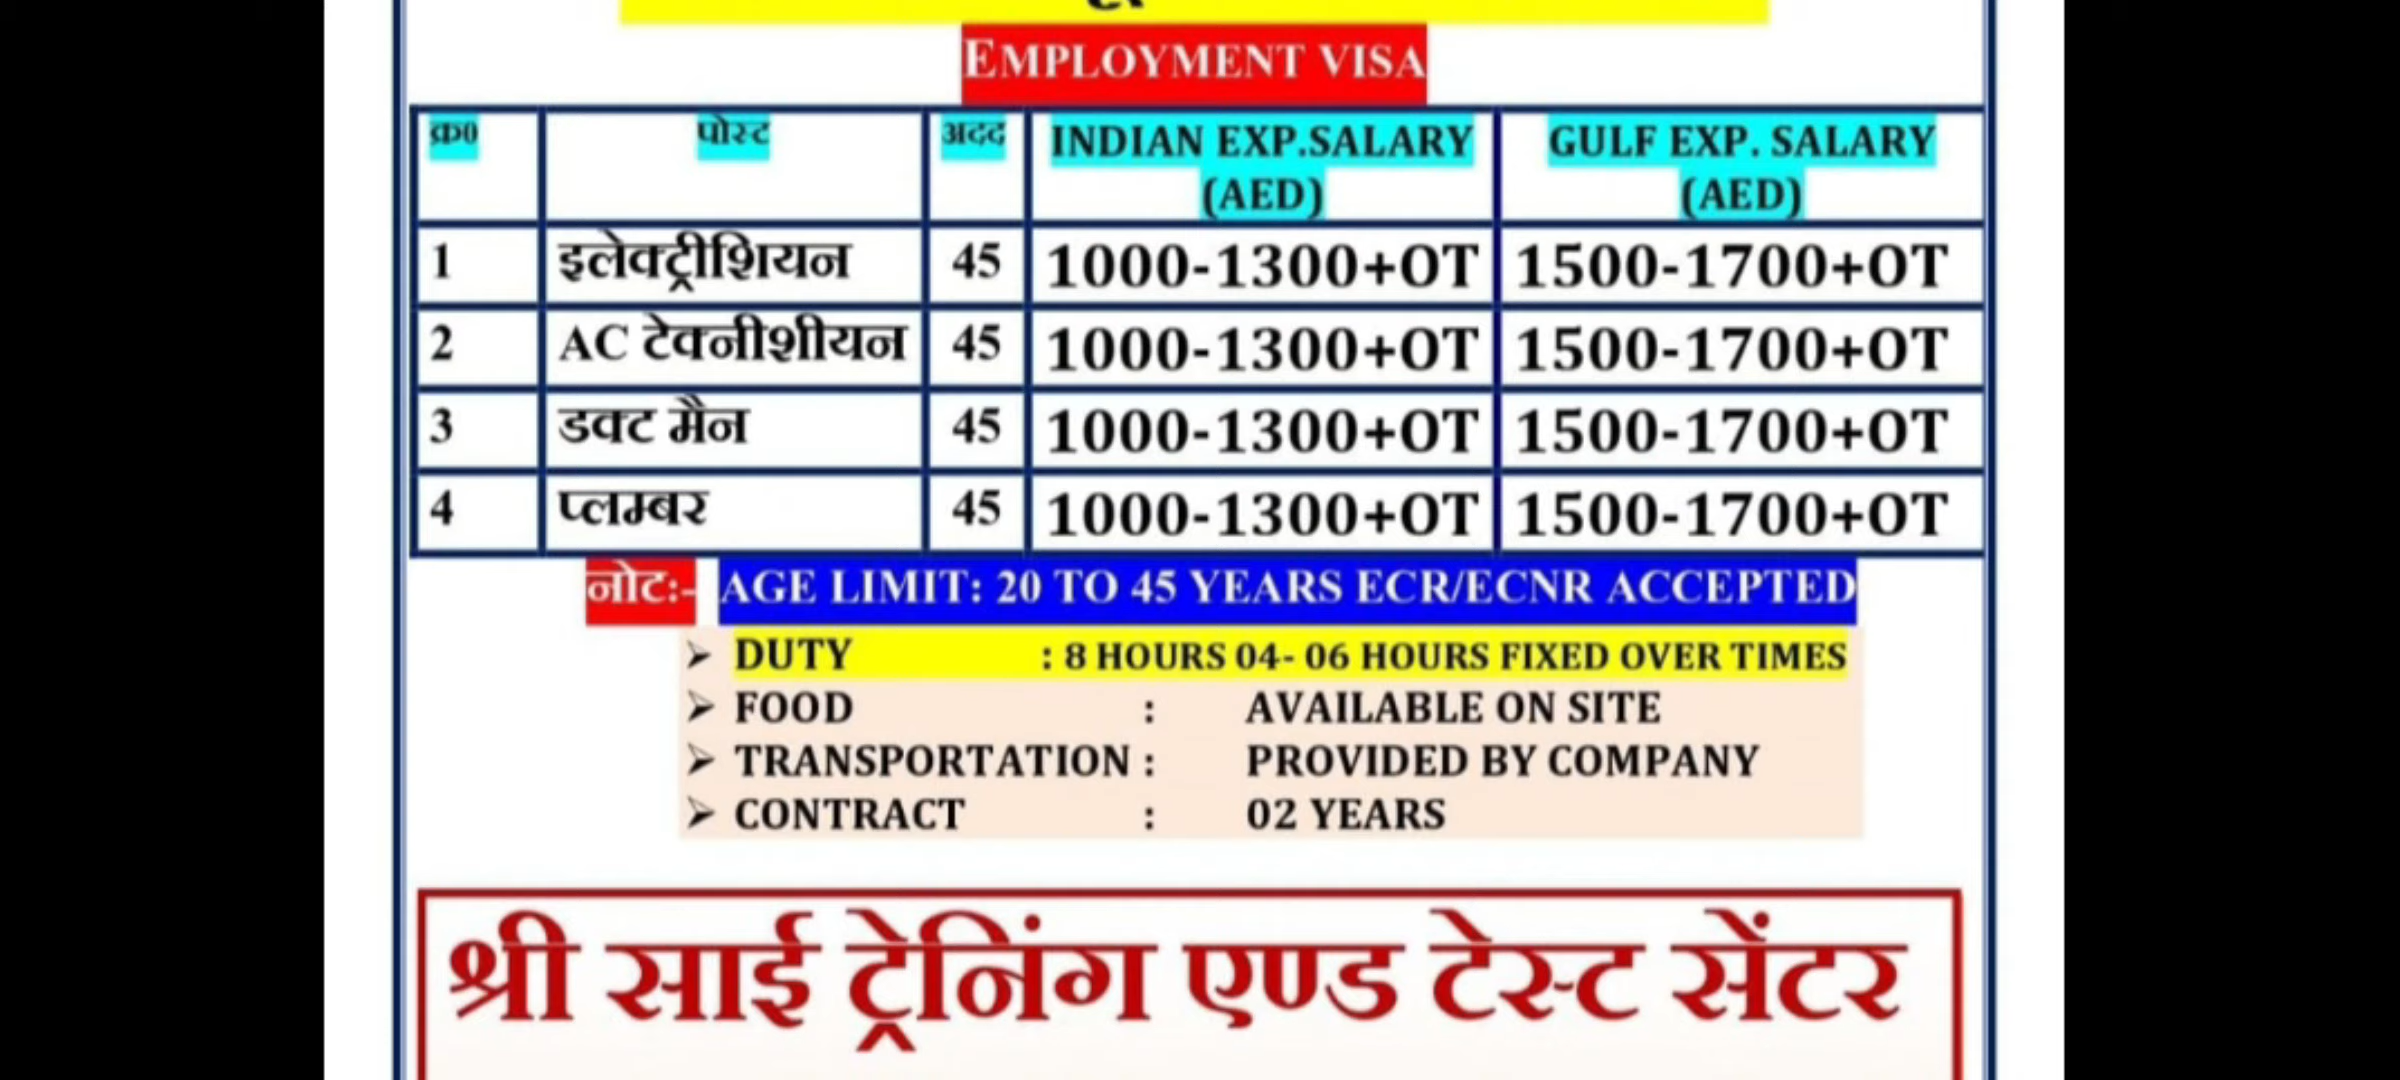 EMPLOYMENT VISA
क्र0 पोस्ट अदद INDIAN EXP.SALARY (AED) GULF EXP. SALARY (AED)
1 इलेक्ट्रीशियन 45 1000-1300+OT 1500-1700+OT
2 AC टेक्नीशीयन 45 1000-1300+OT 1500-1700+OT
3 डक्ट मैन 45 1000-1300+OT 1500-1700+OT
4 प्लम्बर 45 1000-1300+OT 1500-1700+OT
नोटः- AGE LIMIT: 20 TO 45 YEARS ECR/ECNR ACCEPTED
➢ DUTY : 8 HOURS 04- 06 HOURS FIXED OVER TIMES
➢ FOOD : AVAILABLE ON SITE
➢ TRANSPORTATION : PROVIDED BY COMPANY
➢ CONTRACT : 02 YEARS
श्री साई ट्रेनिंग एण्ड टेस्ट सेंटर